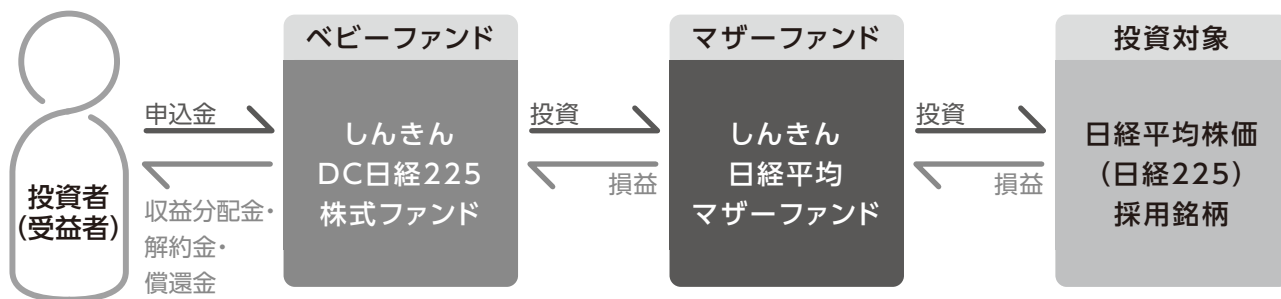 投資者
(受益者)
申込金
収益分配金・
解約金・
償還金
ベビーファンド
しんきん
DC日経225
株式ファンド
投資
損益
マザーファンド
しんきん
日経平均
マザーファンド
投資
損益
投資対象
日経平均株価
(日経225)
採用銘柄